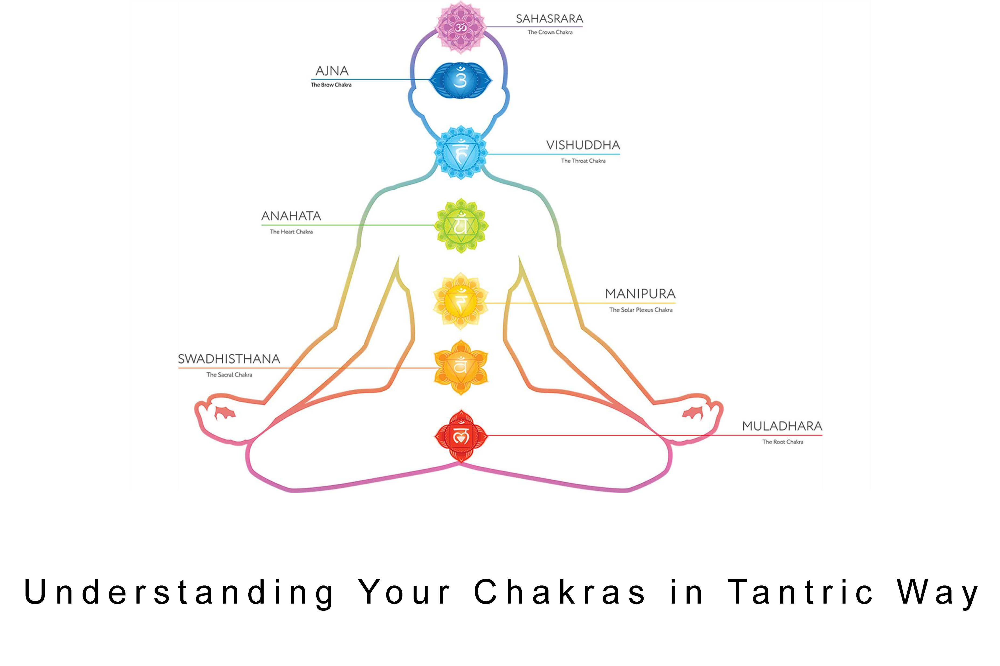 SAHASRARA
The Crown Chakra
ॐ
AJNA
The Brow Chakra
VISHUDDHA
The Throat Chakra
हँ
ANAHATA
The Heart Chakra
यँ
MANIPURA
The Solar Plexus Chakra
रँ
SWADHISTHANA
The Sacral Chakra
वँ
MULADHARA
The Root Chakra
लँ
Understanding Your Chakras in Tantric Way